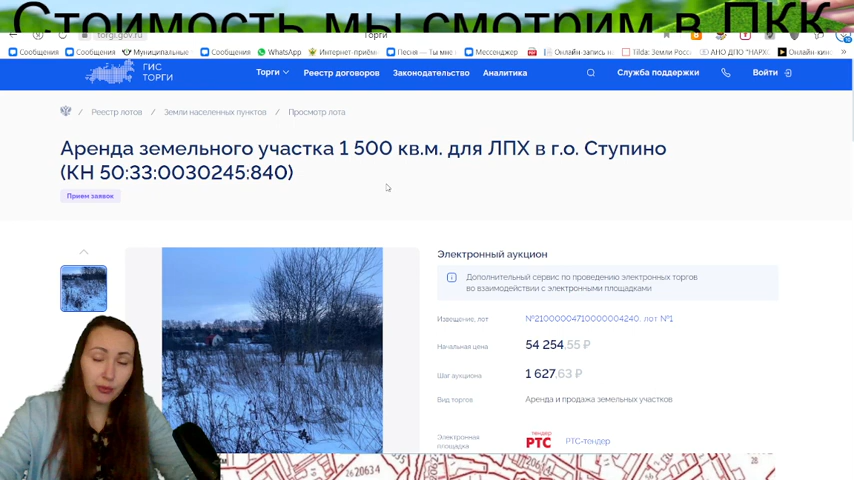 Стоимость мы смотрим в ПКК
torgi.gov.ru
Торги
Сообщения Сообщения Муниципальные Сообщения WhatsApp Интернет-приём Песня — Ты мне Мессенджер Онлайн запись н Tilda: Земли Росс АНО ДПО "НАРХ Онлайн-кин
ГИС
ТОРГИ
Торги Реестр договоров Законодательство Аналитика Служба поддержки Войти
/ Реестр лотов / Земли населенных пунктов / Просмотр лота
Аренда земельного участка 1 500 кв.м. для ЛПХ в г.о. Ступино
(КН 50:33:0030245:840)
Прием заявок
Электронный аукцион
Дополнительный сервис по проведению электронных торгов
во взаимодействии с электронными площадками
Извещение, лот №21000004710000004240, лот №1
Начальная цена 54 254,55 ₽
Шаг аукциона 1 627,63 ₽
Вид торгов Аренда и продажа земельных участков
Электронная
площадка
тендер
РТС
РТС-тендер
20634
20614
28